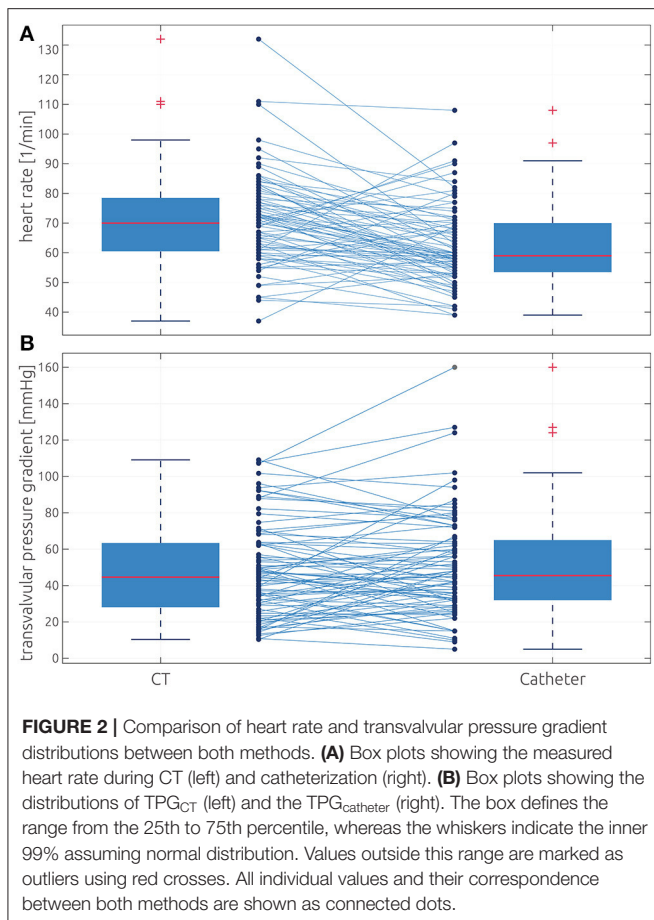 A
130
120
110
100
90
80
70
60
50
40
heart rate [1/min]
B
160
140
120
100
80
60
40
20
0
transvalvular pressure gradient [mmHg]
CT Catheter
FIGURE 2 | Comparison of heart rate and transvalvular pressure gradient
distributions between both methods. (A) Box plots showing the measured
heart rate during CT (left) and catheterization (right). (B) Box plots showing the
distributions of TPGCT (left) and the TPGcatheter (right). The box defines the
range from the 25th to 75th percentile, whereas the whiskers indicate the inner
99% assuming normal distribution. Values outside this range are marked as
outliers using red crosses. All individual values and their correspondence
between both methods are shown as connected dots.